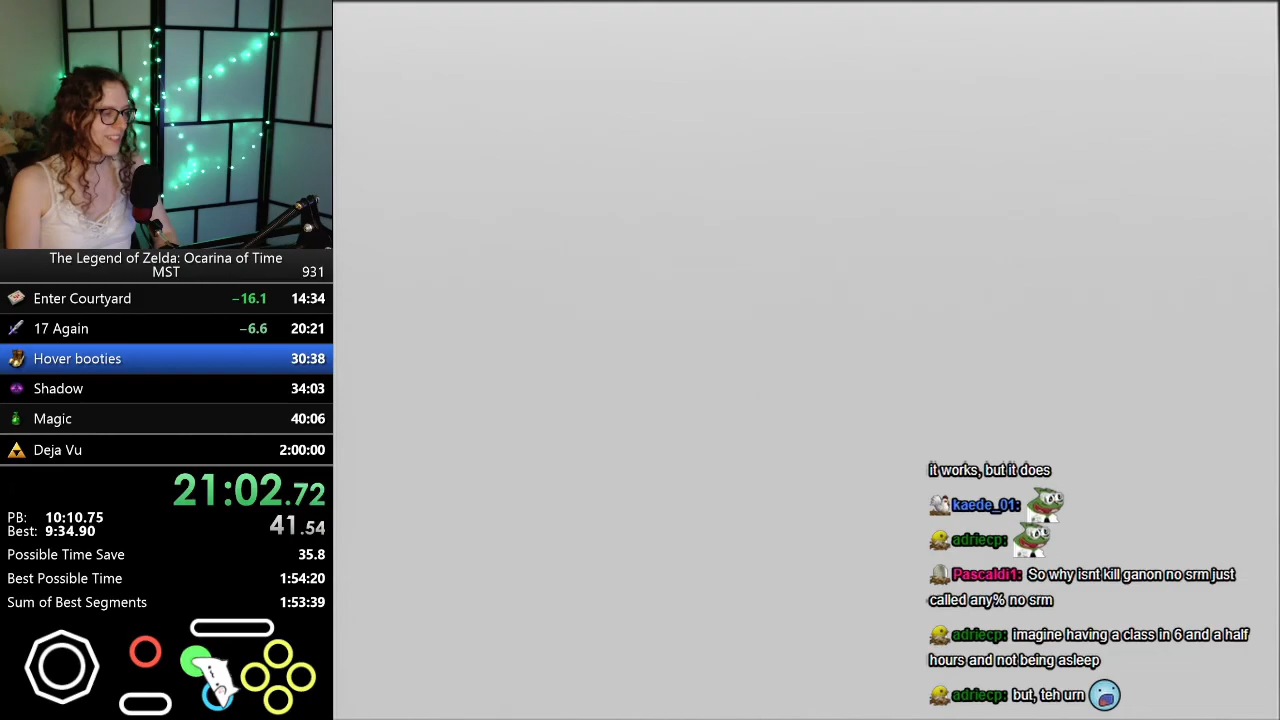 The Legend of Zelda: Ocarina of Time
MST 931
Enter Courtyard −16.1 14:34
17 Again −6.6 20:21
Hover booties 30:38
Shadow 34:03
Magic 40:06
Deja Vu 2:00:00
21:02.72
PB: 10:10.75 41.54
Best: 9:34.90
Possible Time Save 35.8
Best Possible Time 1:54:20
Sum of Best Segments 1:53:39
it works, but it does
kaede_01:
adriecp:
Pascaldi1: So why isnt kill ganon no srm just
called any% no srm
adriecp: imagine having a class in 6 and a half
hours and not being asleep
adriecp: but, teh urn